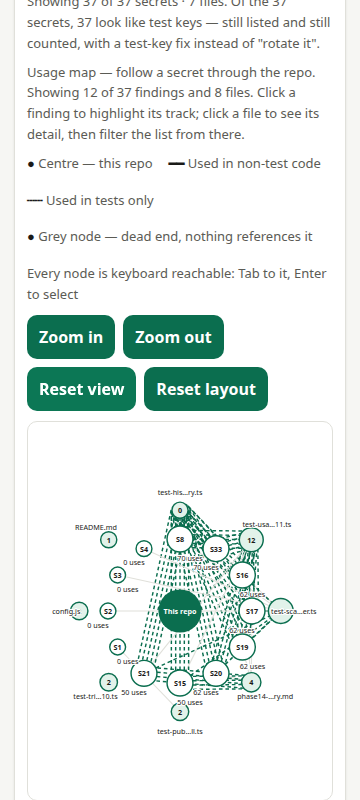 Showing 37 of 37 secrets · 7 files. Of the 37
secrets, 37 look like test keys — still listed and still
counted, with a test-key fix instead of "rotate it".
Usage map — follow a secret through the repo.
Showing 12 of 37 findings and 8 files. Click a
finding to highlight its track; click a file to see its
detail, then filter the list from there.
● Centre — this repo ━━ Used in non-test code
┅ Used in tests only
● Grey node — dead end, nothing references it
Every node is keyboard reachable: Tab to it, Enter
to select
Zoom in Zoom out
Reset view Reset layout
test-his…ry.ts
0
README.md
test-usa…11.ts
1
S4
S8
S33
12
70 uses
0 uses
70 uses
S3
S16
0 uses
62 uses
config.js
S2
This repo
S17
test-sca…er.ts
0 uses
62 uses
S1
S19
0 uses
62 uses
S21
S15
S20
2
4
50 uses
62 uses
test-tri…10.ts
phase14-…ry.md
50 uses
2
test-pub…ll.ts